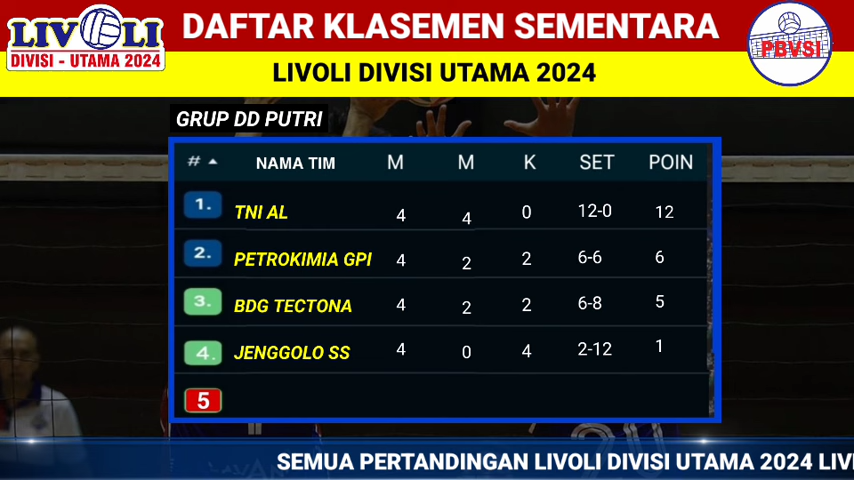 LIVOLI
DIVISI - UTAMA 2024
DAFTAR KLASEMEN SEMENTARA
PBVSI
LIVOLI DIVISI UTAMA 2024
GRUP DD PUTRI
# NAMA TIM M M K SET POIN
1. TNI AL 4 4 0 12-0 12
2. PETROKIMIA GPI 4 2 2 6-6 6
3. BDG TECTONA 4 2 2 6-8 5
4. JENGGOLO SS 4 0 4 2-12 1
5
SEMUA PERTANDINGAN LIVOLI DIVISI UTAMA 2024 LIV